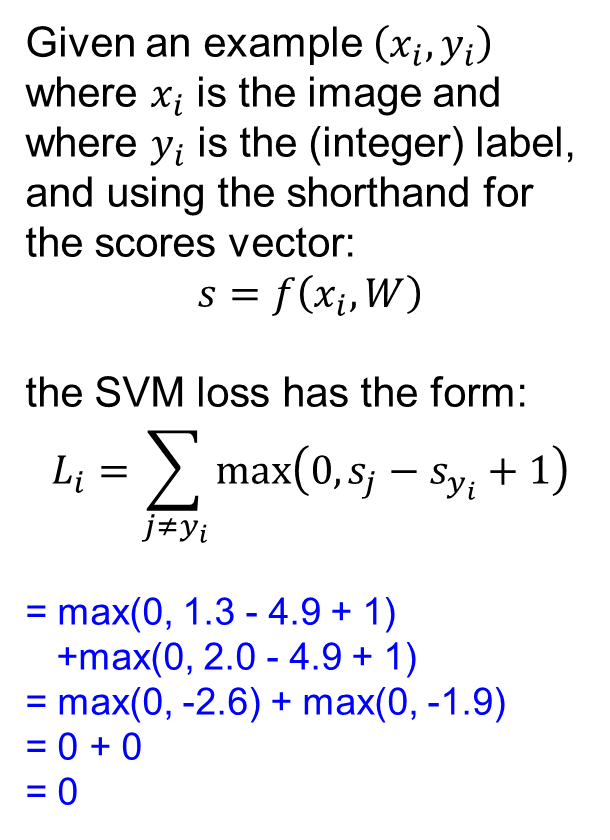 Given an example (xᵢ, yᵢ)
where xᵢ is the image and
where yᵢ is the (integer) label,
and using the shorthand for
the scores vector:
s = f(xᵢ, W)
the SVM loss has the form:
Lᵢ = ∑_{j≠yᵢ} max(0, sⱼ − s_{yᵢ} + 1)
= max(0, 1.3 - 4.9 + 1)
+max(0, 2.0 - 4.9 + 1)
= max(0, -2.6) + max(0, -1.9)
= 0 + 0
= 0